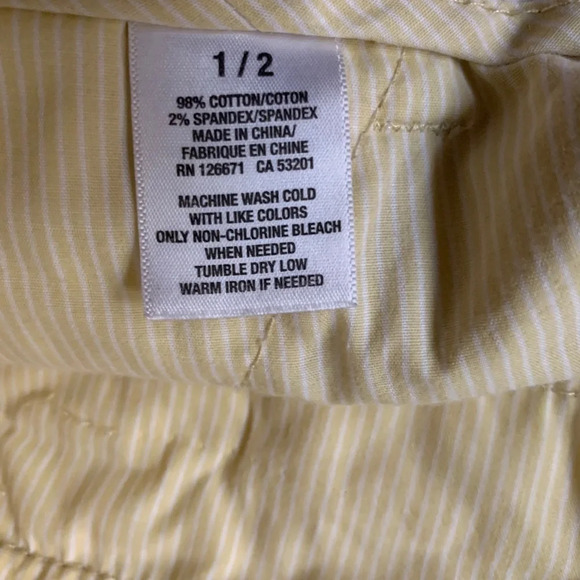 1 / 2
98% COTTON/COTON
2% SPANDEX/SPANDEX
MADE IN CHINA/
FABRIQUE EN CHINE
RN 126671 CA 53201
MACHINE WASH COLD
WITH LIKE COLORS
ONLY NON-CHLORINE BLEACH
WHEN NEEDED
TUMBLE DRY LOW
WARM IRON IF NEEDED